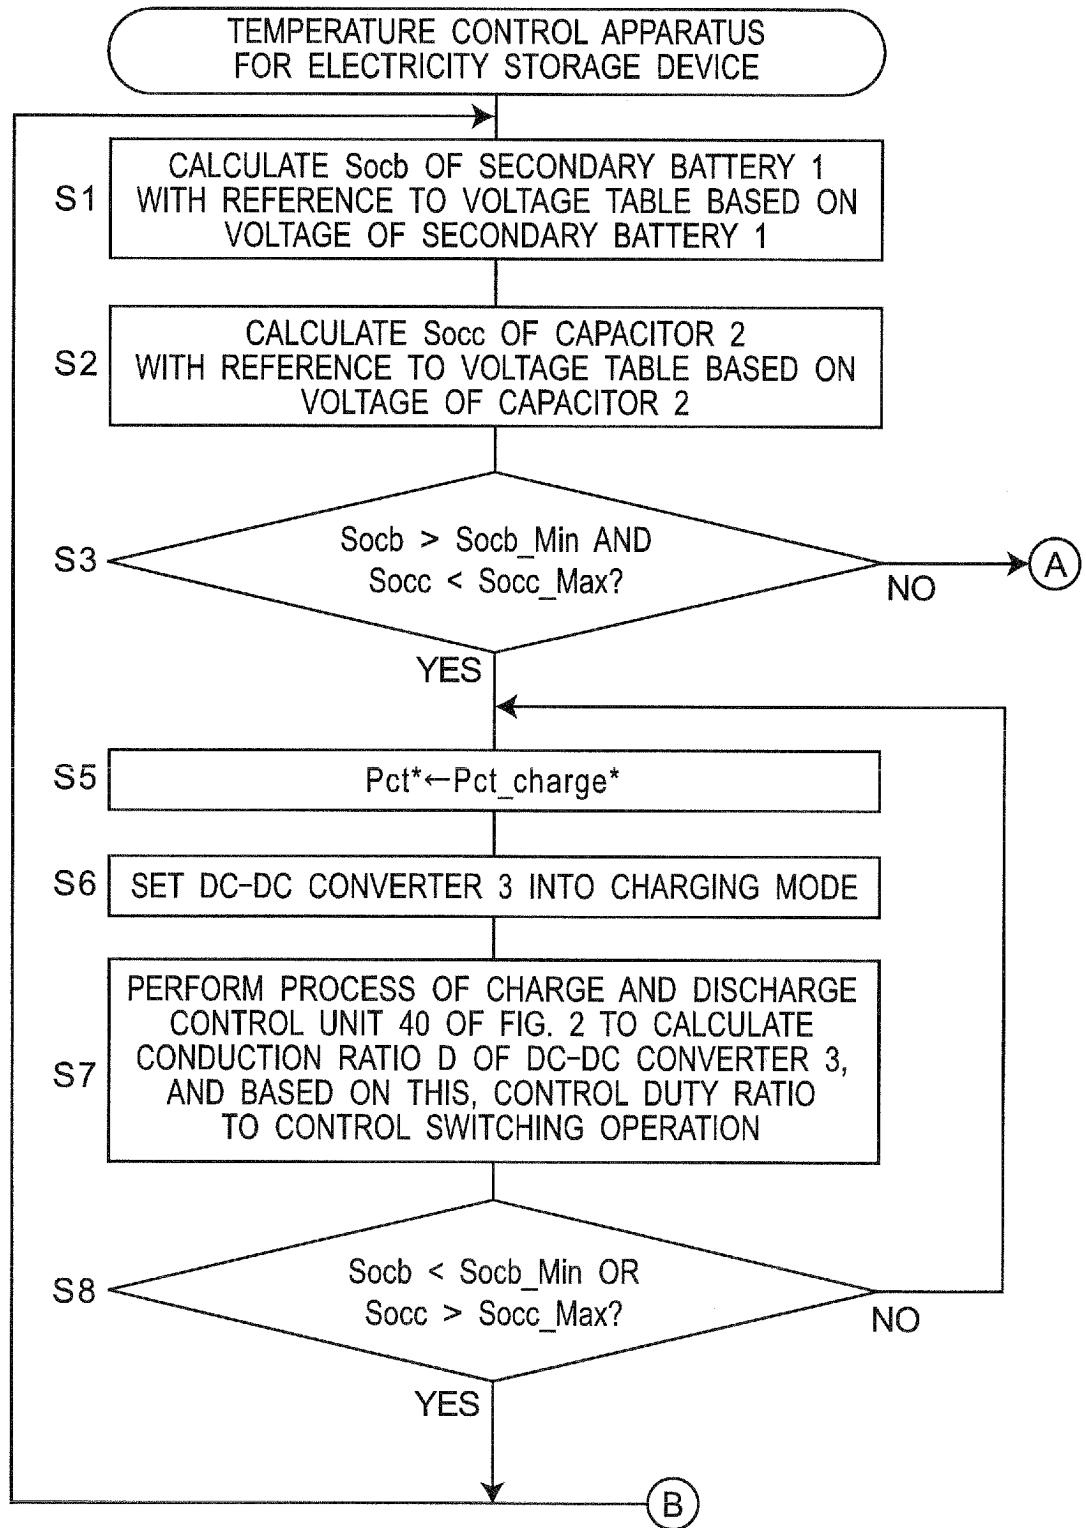 TEMPERATURE CONTROL APPARATUS
FOR ELECTRICITY STORAGE DEVICE
S1
CALCULATE Socb OF SECONDARY BATTERY 1
WITH REFERENCE TO VOLTAGE TABLE BASED ON
VOLTAGE OF SECONDARY BATTERY 1
S2
CALCULATE Socc OF CAPACITOR 2
WITH REFERENCE TO VOLTAGE TABLE BASED ON
VOLTAGE OF CAPACITOR 2
S3
Socb > Socb_Min AND
Socc < Socc_Max?
NO
A
YES
S5
Pct*←Pct_charge*
S6
SET DC-DC CONVERTER 3 INTO CHARGING MODE
S7
PERFORM PROCESS OF CHARGE AND DISCHARGE
CONTROL UNIT 40 OF FIG. 2 TO CALCULATE
CONDUCTION RATIO D OF DC-DC CONVERTER 3,
AND BASED ON THIS, CONTROL DUTY RATIO
TO CONTROL SWITCHING OPERATION
S8
Socb < Socb_Min OR
Socc > Socc_Max?
NO
YES
B